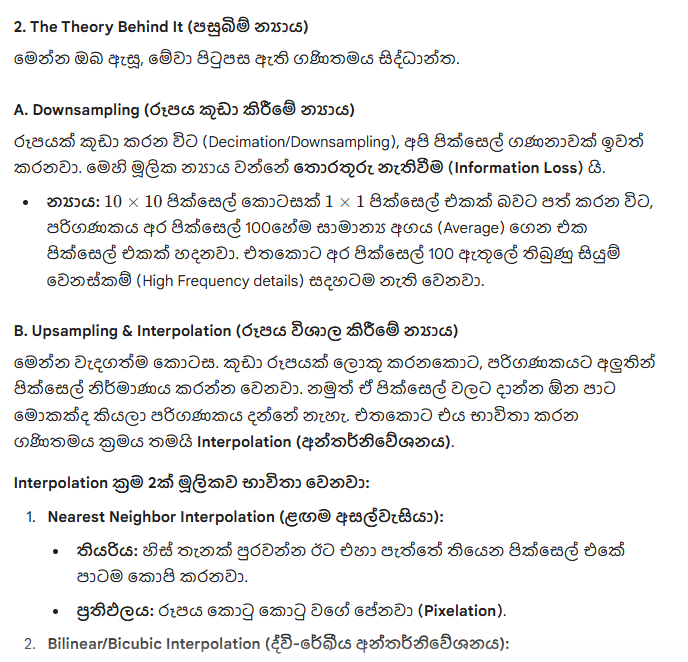 2. The Theory Behind It (පසුබිම් න්‍යාය)
මෙන්න ඔබ ඇසූ, මේවා පිටුපස ඇති ගණිතමය සිද්ධාන්ත.
A. Downsampling (රූපය කුඩා කිරීමේ න්‍යාය)
රූපයක් කුඩා කරන විට (Decimation/Downsampling), අපි පික්සෙල් ගණනාවක් ඉවත්
කරනවා. මෙහි මූලික න්‍යාය වන්නේ තොරතුරු නැතිවීම (Information Loss) යි.
• න්‍යාය: 10 × 10 පික්සෙල් කොටසක් 1 × 1 පික්සෙල් එකක් බවට පත් කරන විට,
පරිගණකය අර පික්සෙල් 100හේම සාමාන්‍ය අගය (Average) ගෙන එක
පික්සෙල් එකක් හදනවා. එතකොට අර පික්සෙල් 100 ඇතුලේ තිබුණු සියුම්
වෙනස්කම් (High Frequency details) සදහටම නැති වෙනවා.
B. Upsampling & Interpolation (රූපය විශාල කිරීමේ න්‍යාය)
මෙන්න වැදගත්ම කොටස. කුඩා රූපයක් ලොකු කරනකොට, පරිගණකයට අලුතින්
පික්සෙල් නිර්මාණය කරන්න වෙනවා. නමුත් ඒ පික්සෙල් වලට දාන්න ඕන පාට
මොකක්ද කියලා පරිගණකය දන්නේ නැහැ. එතකොට එය භාවිතා කරන
ගණිතමය ක්‍රමය තමයි Interpolation (අන්තර්නිවේශනය).
Interpolation ක්‍රම 2ක් මූලිකව භාවිතා වෙනවා:
1. Nearest Neighbor Interpolation (ළඟම අසල්වැසියා):
• තියරිය: හිස් තැනක් පුරවන්න ඊට එහා පැත්තේ තියෙන පික්සෙල් එකේ
පාටම කොපි කරනවා.
• ප්‍රතිඵලය: රූපය කොටු කොටු වගේ පේනවා (Pixelation).
2. Bilinear/Bicubic Interpolation (ද්වි-රේඛීය අන්තර්නිවේශනය):